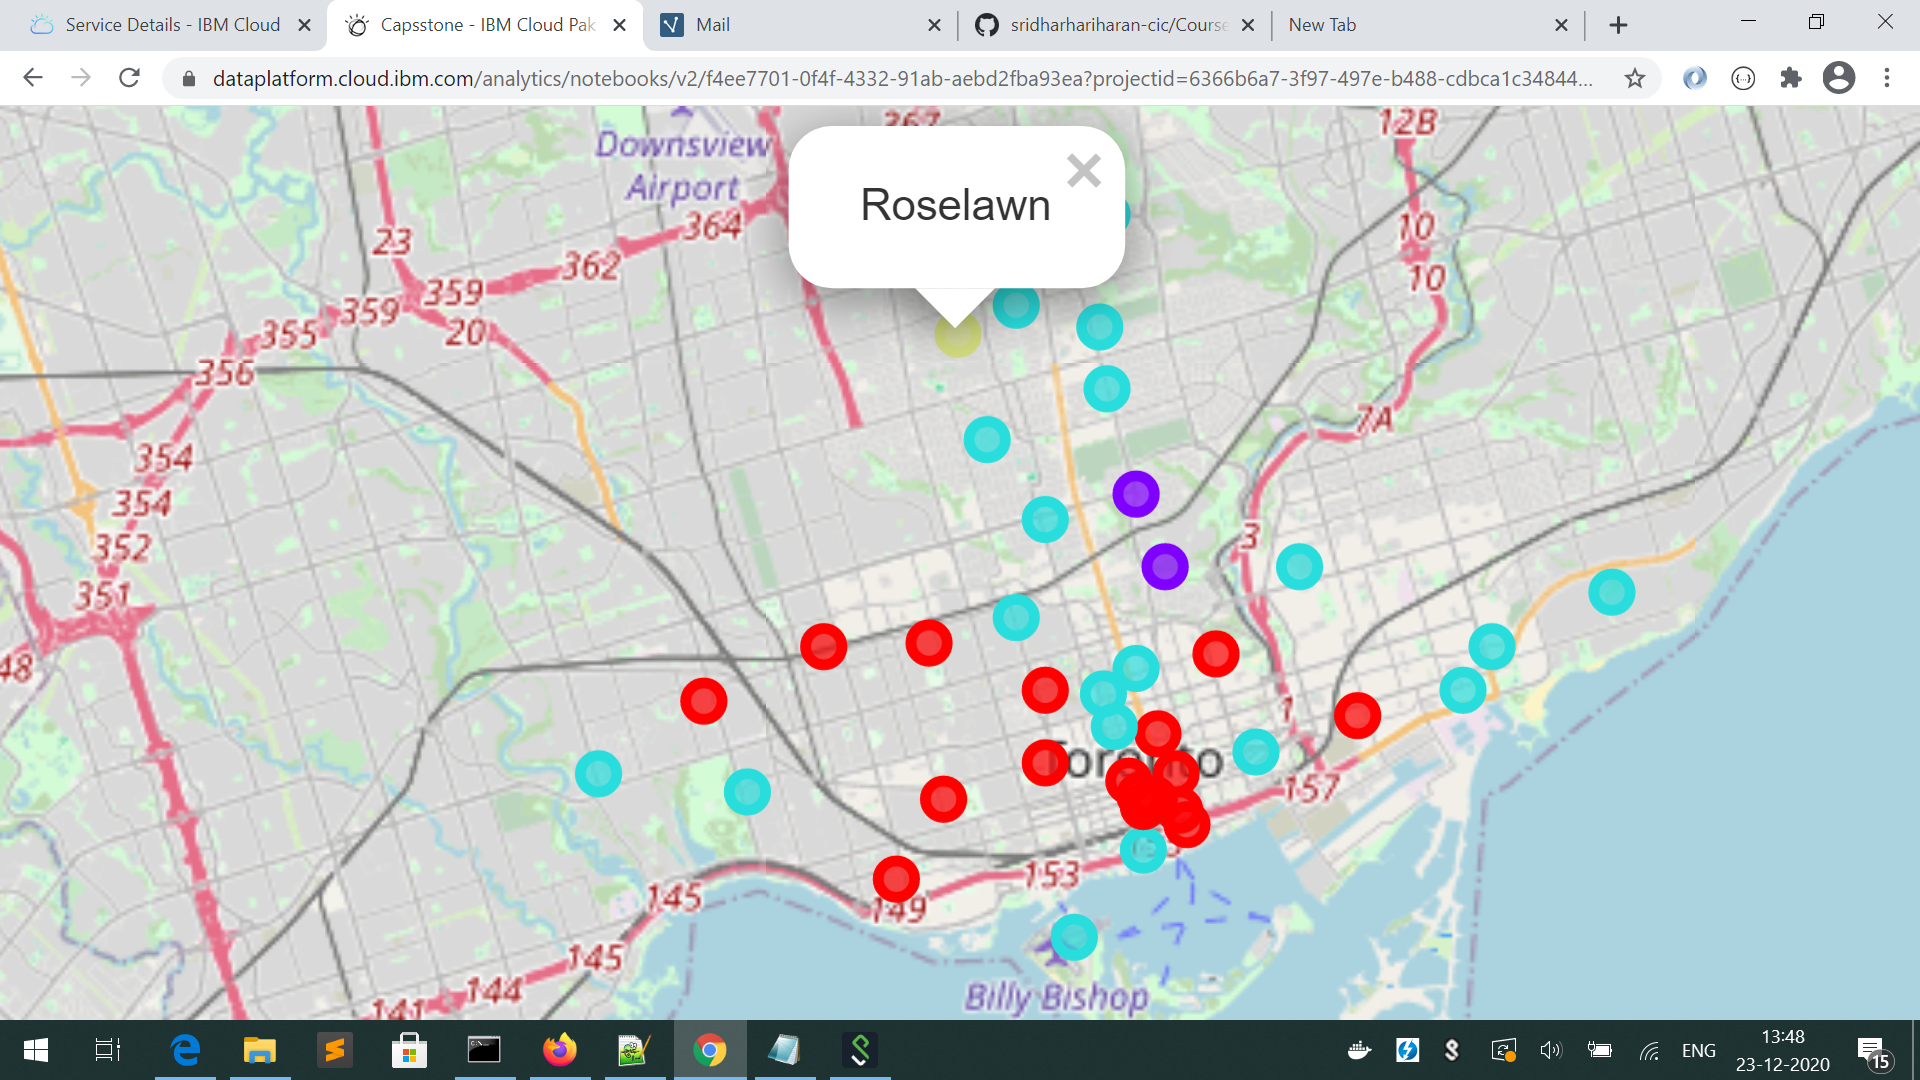 Service Details - IBM Cloud
Capsstone - IBM Cloud Pak
Mail
sridharhariharan-cic/Course
New Tab
dataplatform.cloud.ibm.com/analytics/notebooks/v2/f4ee7701-0f4f-4332-91ab-aebd2fba93ea?projectid=6366b6a7-3f97-497e-b488-cdbca1c34844...
367
12B
Downsview
Airport
Roselawn
364
23
10
362
10
359
359
355
20
356
7A
354
354
3
352
351
48
1
Toronto
157
153
145
149
145
144
141
Billy Bishop
ENG
13:48
23-12-2020
15